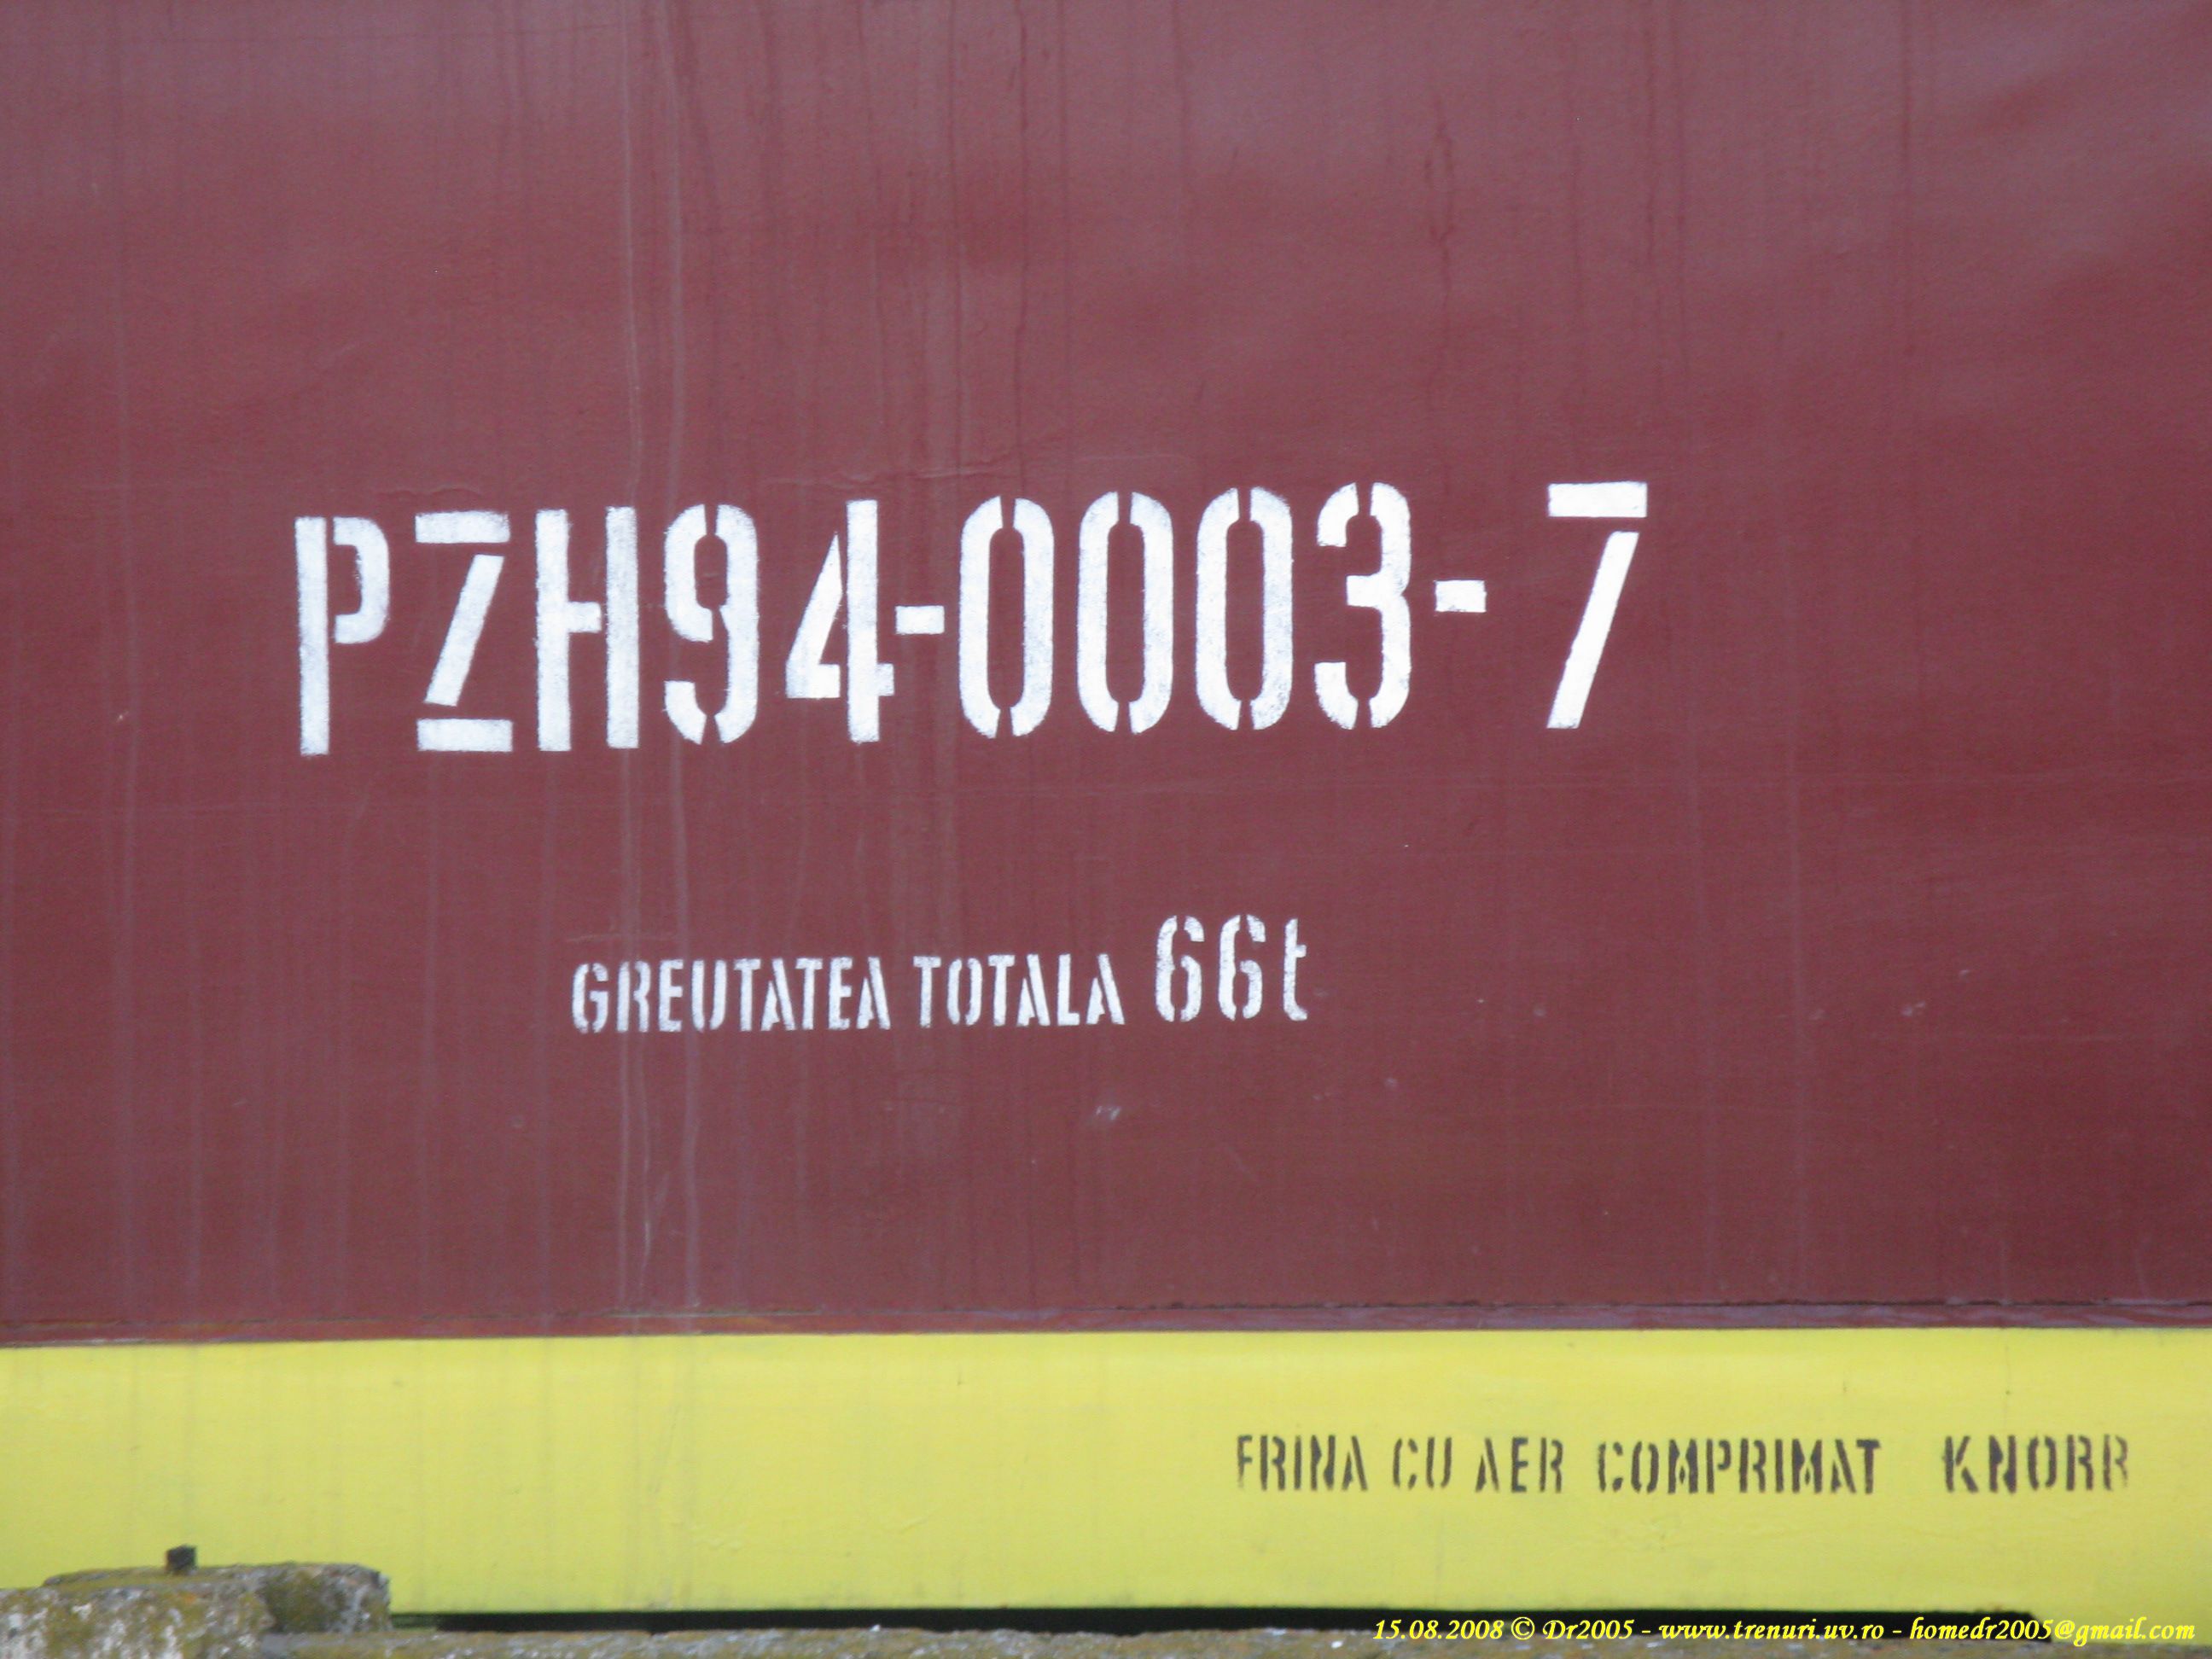 PZH94-0003-7
GREUTATEA TOTALA 66t
FRINA CU AER COMPRIMAT KNORR
15.08.2008 © Dr2005 - www.trenuri.uv.ro - homedr2005@gmail.com